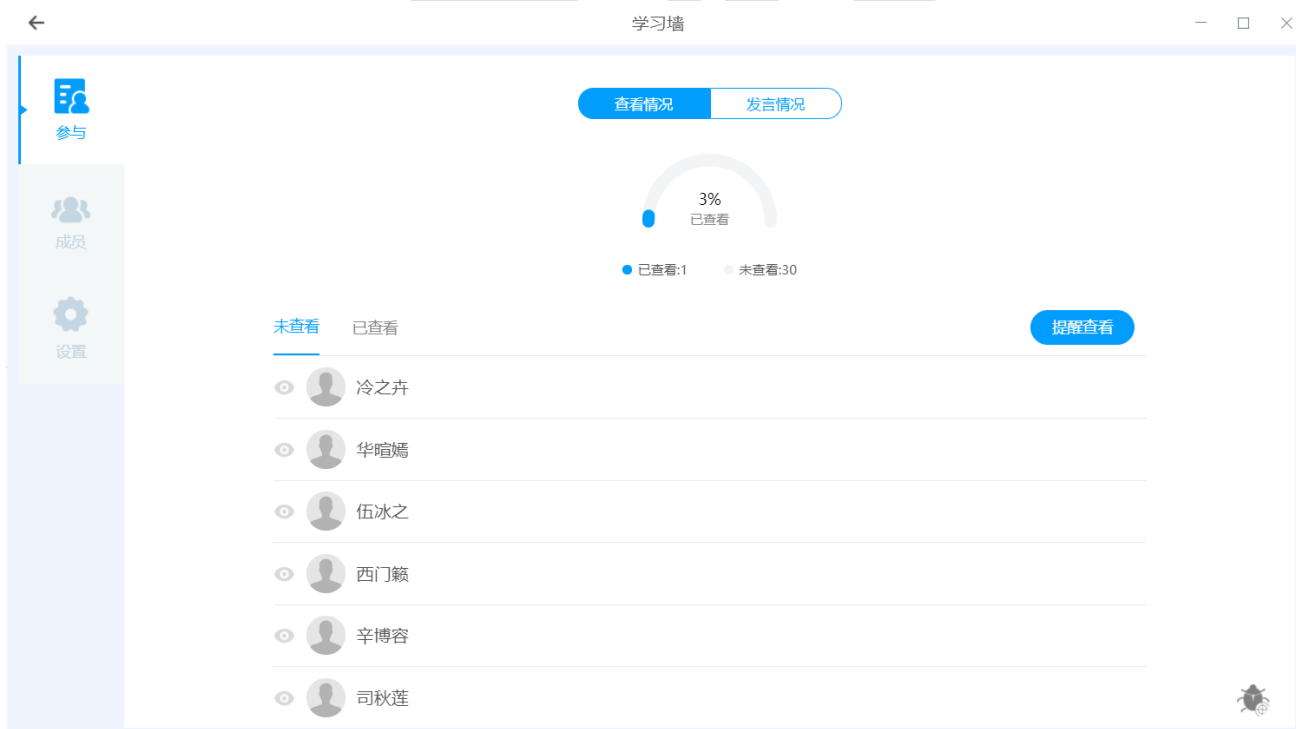 学习墙
参与
成员
设置
查看情况 发言情况
3%
已查看
已查看:1 未查看:30
未查看 已查看 提醒查看
冷之卉
华暄嫣
伍冰之
西门籁
辛博容
司秋莲